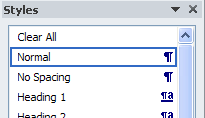 Styles
Clear All
Normal ¶
No Spacing ¶
Heading 1 ¶a
Heading 2 ¶a